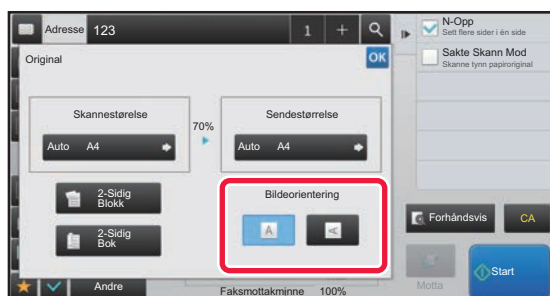 Adresse 123 1 +
N-Opp
Sett flere sider i én side
Sakte Skann Mod
Skanne tynn papiroriginal
Original OK
Skannestørelse
70%
Sendestørrelse
Auto A4
Auto A4
2-Sidig
Blokk
2-Sidig
Bok
Bildeorientering
A
A
Forhåndsvis
CA
Andre
Faksmottakminne 100%
Motta
Start